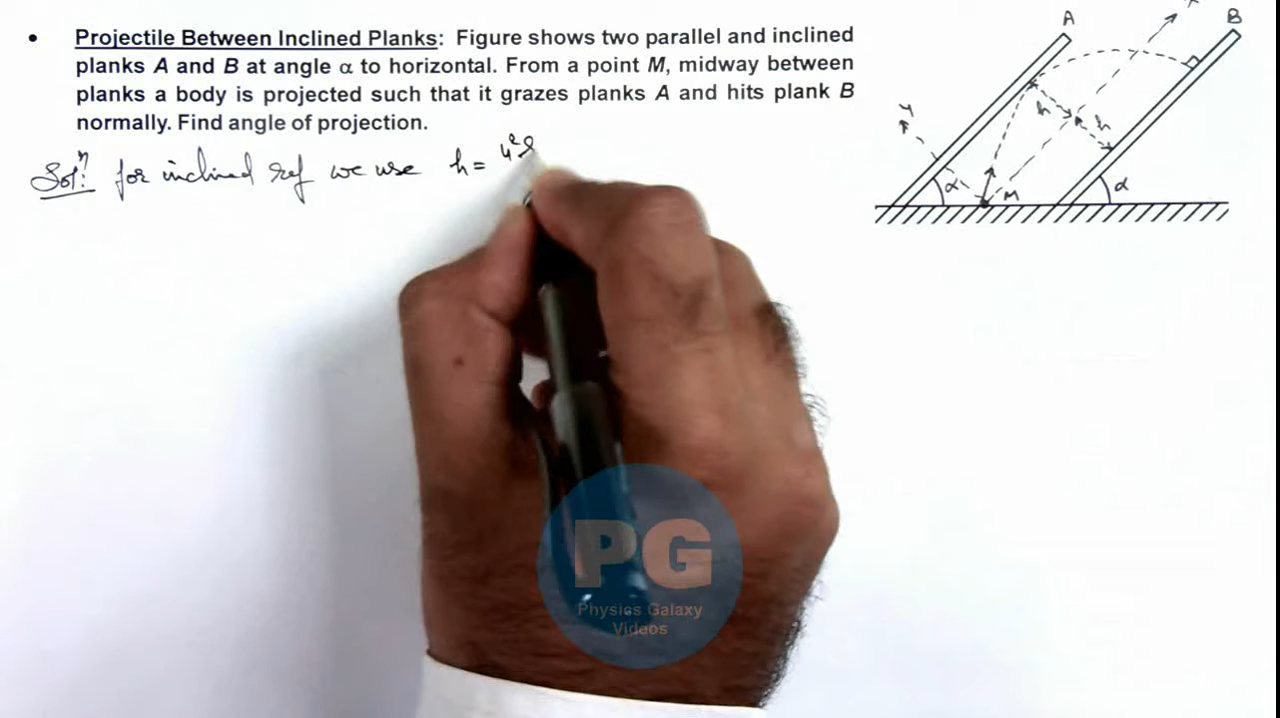 • Projectile Between Inclined Planks: Figure shows two parallel and inclined
planks A and B at angle α to horizontal. From a point M, midway between
planks a body is projected such that it grazes planks A and hits plank B
normally. Find angle of projection.
Solⁿ: for inclined ref we use h = u²
A
B
y
h
h
α
M
α
PG
Physics Galaxy
Videos